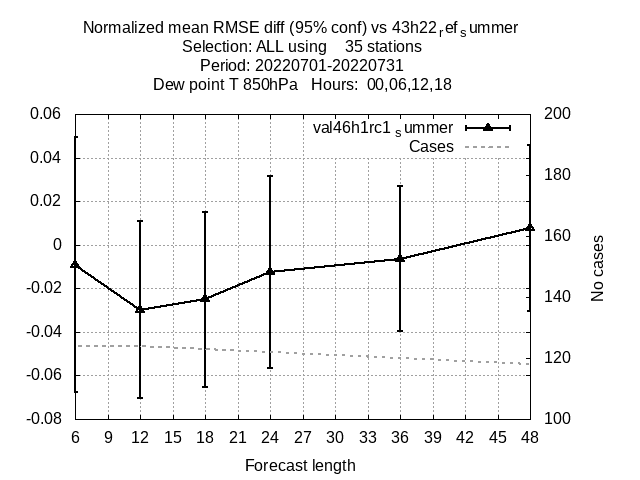 Normalized mean RMSE diff (95% conf) vs 43h22refsummer
Selection: ALL using 35 stations
Period: 20220701-20220731
Dew point T 850hPa Hours: 00,06,12,18
val46h1rc1summer
Cases
0.06
0.04
0.02
0
-0.02
-0.04
-0.06
-0.08
200
180
160
140
120
100
No cases
6 9 12 15 18 21 24 27 30 33 36 39 42 45 48
Forecast length